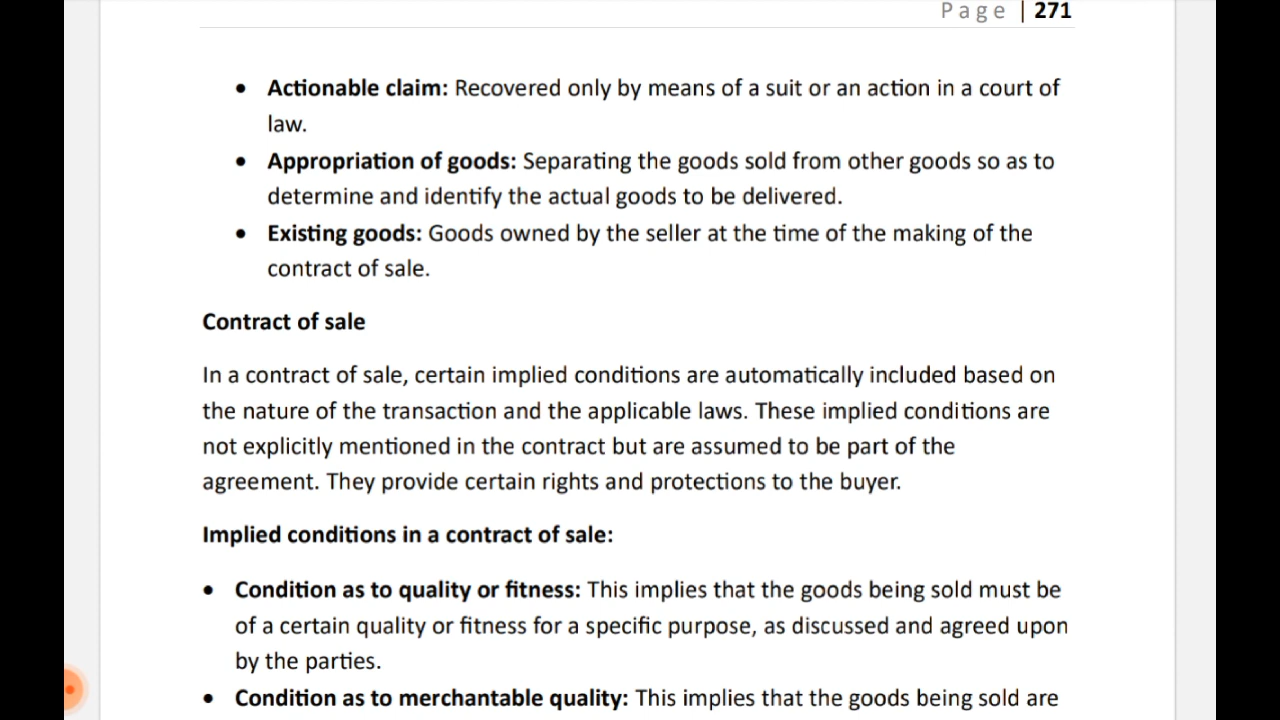 Page | 271
• Actionable claim: Recovered only by means of a suit or an action in a court of
law.
• Appropriation of goods: Separating the goods sold from other goods so as to
determine and identify the actual goods to be delivered.
• Existing goods: Goods owned by the seller at the time of the making of the
contract of sale.
Contract of sale
In a contract of sale, certain implied conditions are automatically included based on
the nature of the transaction and the applicable laws. These implied conditions are
not explicitly mentioned in the contract but are assumed to be part of the
agreement. They provide certain rights and protections to the buyer.
Implied conditions in a contract of sale:
• Condition as to quality or fitness: This implies that the goods being sold must be
of a certain quality or fitness for a specific purpose, as discussed and agreed upon
by the parties.
• Condition as to merchantable quality: This implies that the goods being sold are